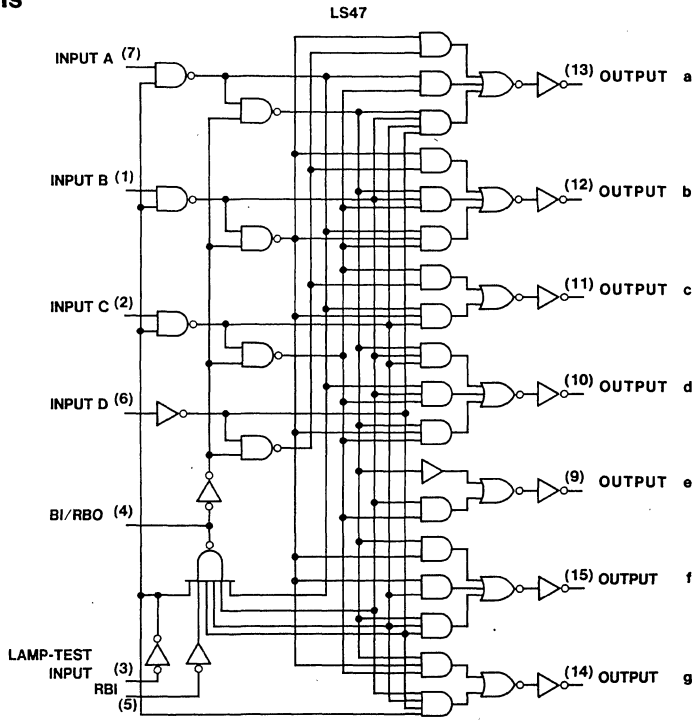 LS47
INPUT A (7)
(13) OUTPUT a
INPUT B (1)
(12) OUTPUT b
(11) OUTPUT c
INPUT C (2)
(10) OUTPUT d
INPUT D (6)
(9) OUTPUT e
BI/RBO (4)
(15) OUTPUT f
LAMP-TEST
INPUT (3)
(14) OUTPUT g
RBI
(5)